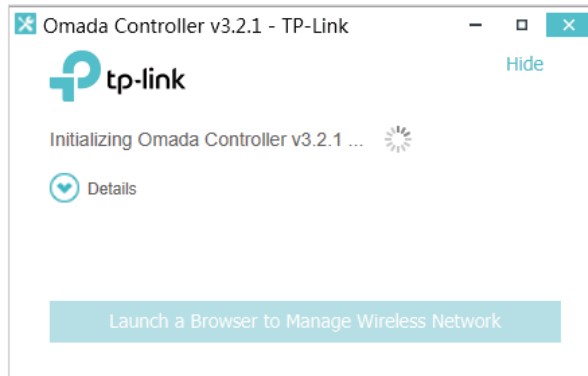 Omada Controller v3.2.1 - TP-Link
Hide
tp-link
Initializing Omada Controller v3.2.1 ...
Details
Launch a Browser to Manage Wireless Network